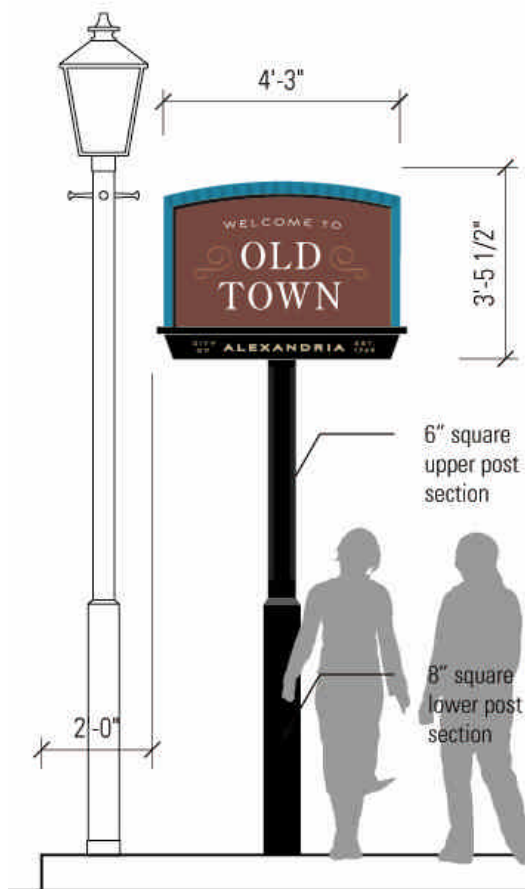 4'-3"
WELCOME TO
OLD
TOWN
CITY OF ALEXANDRIA EST. 1749
3'-5 1/2"
6" square
upper post
section
8" square
lower post
section
2'-0"